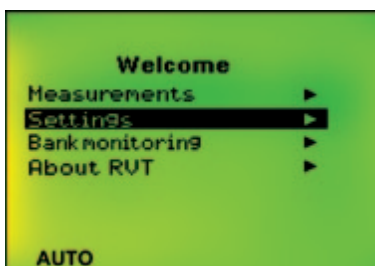 Welcome
Measurements
Settings
Bank monitoring
About RVT
AUTO